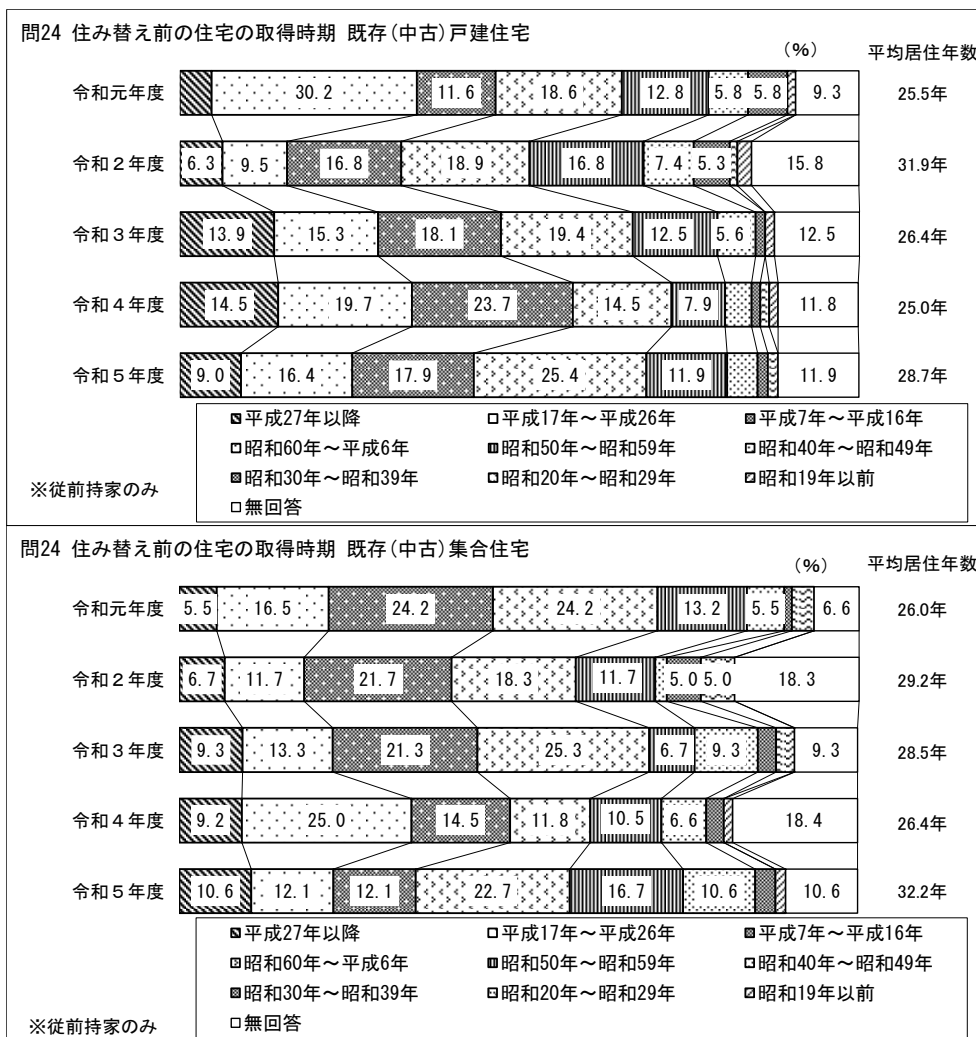 問24 住み替え前の住宅の取得時期 既存(中古)戸建住宅
(%) 平均居住年数
令和元年度 30.2 11.6 18.6 12.8 5.8 5.8 9.3 25.5年
令和2年度 6.3 9.5 16.8 18.9 16.8 7.4 5.3 15.8 31.9年
令和3年度 13.9 15.3 18.1 19.4 12.5 5.6 12.5 26.4年
令和4年度 14.5 19.7 23.7 14.5 7.9 11.8 25.0年
令和5年度 9.0 16.4 17.9 25.4 11.9 11.9 28.7年
平成27年以降 平成17年～平成26年 平成7年～平成16年
昭和60年～平成6年 昭和50年～昭和59年 昭和40年～昭和49年
昭和30年～昭和39年 昭和20年～昭和29年 昭和19年以前
※従前持家のみ
無回答
問24 住み替え前の住宅の取得時期 既存(中古)集合住宅
(%) 平均居住年数
令和元年度 5.5 16.5 24.2 24.2 13.2 5.5 6.6 26.0年
令和2年度 6.7 11.7 21.7 18.3 11.7 5.0 5.0 18.3 29.2年
令和3年度 9.3 13.3 21.3 25.3 6.7 9.3 9.3 28.5年
令和4年度 9.2 25.0 14.5 11.8 10.5 6.6 18.4 26.4年
令和5年度 10.6 12.1 12.1 22.7 16.7 10.6 10.6 32.2年
平成27年以降 平成17年～平成26年 平成7年～平成16年
昭和60年～平成6年 昭和50年～昭和59年 昭和40年～昭和49年
昭和30年～昭和39年 昭和20年～昭和29年 昭和19年以前
※従前持家のみ 無回答